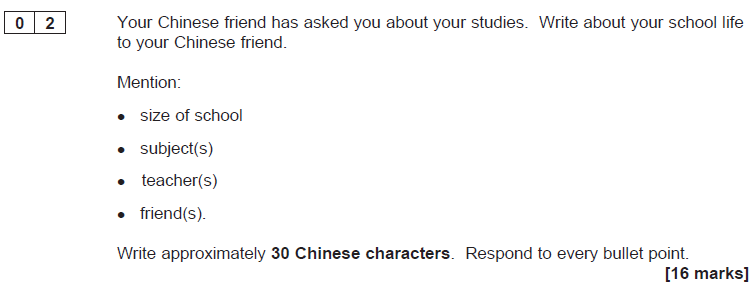 0 2 Your Chinese friend has asked you about your studies.  Write about your school life
to your Chinese friend.
Mention:
• size of school
• subject(s)
• teacher(s)
• friend(s).
Write approximately 30 Chinese characters.  Respond to every bullet point.
[16 marks]